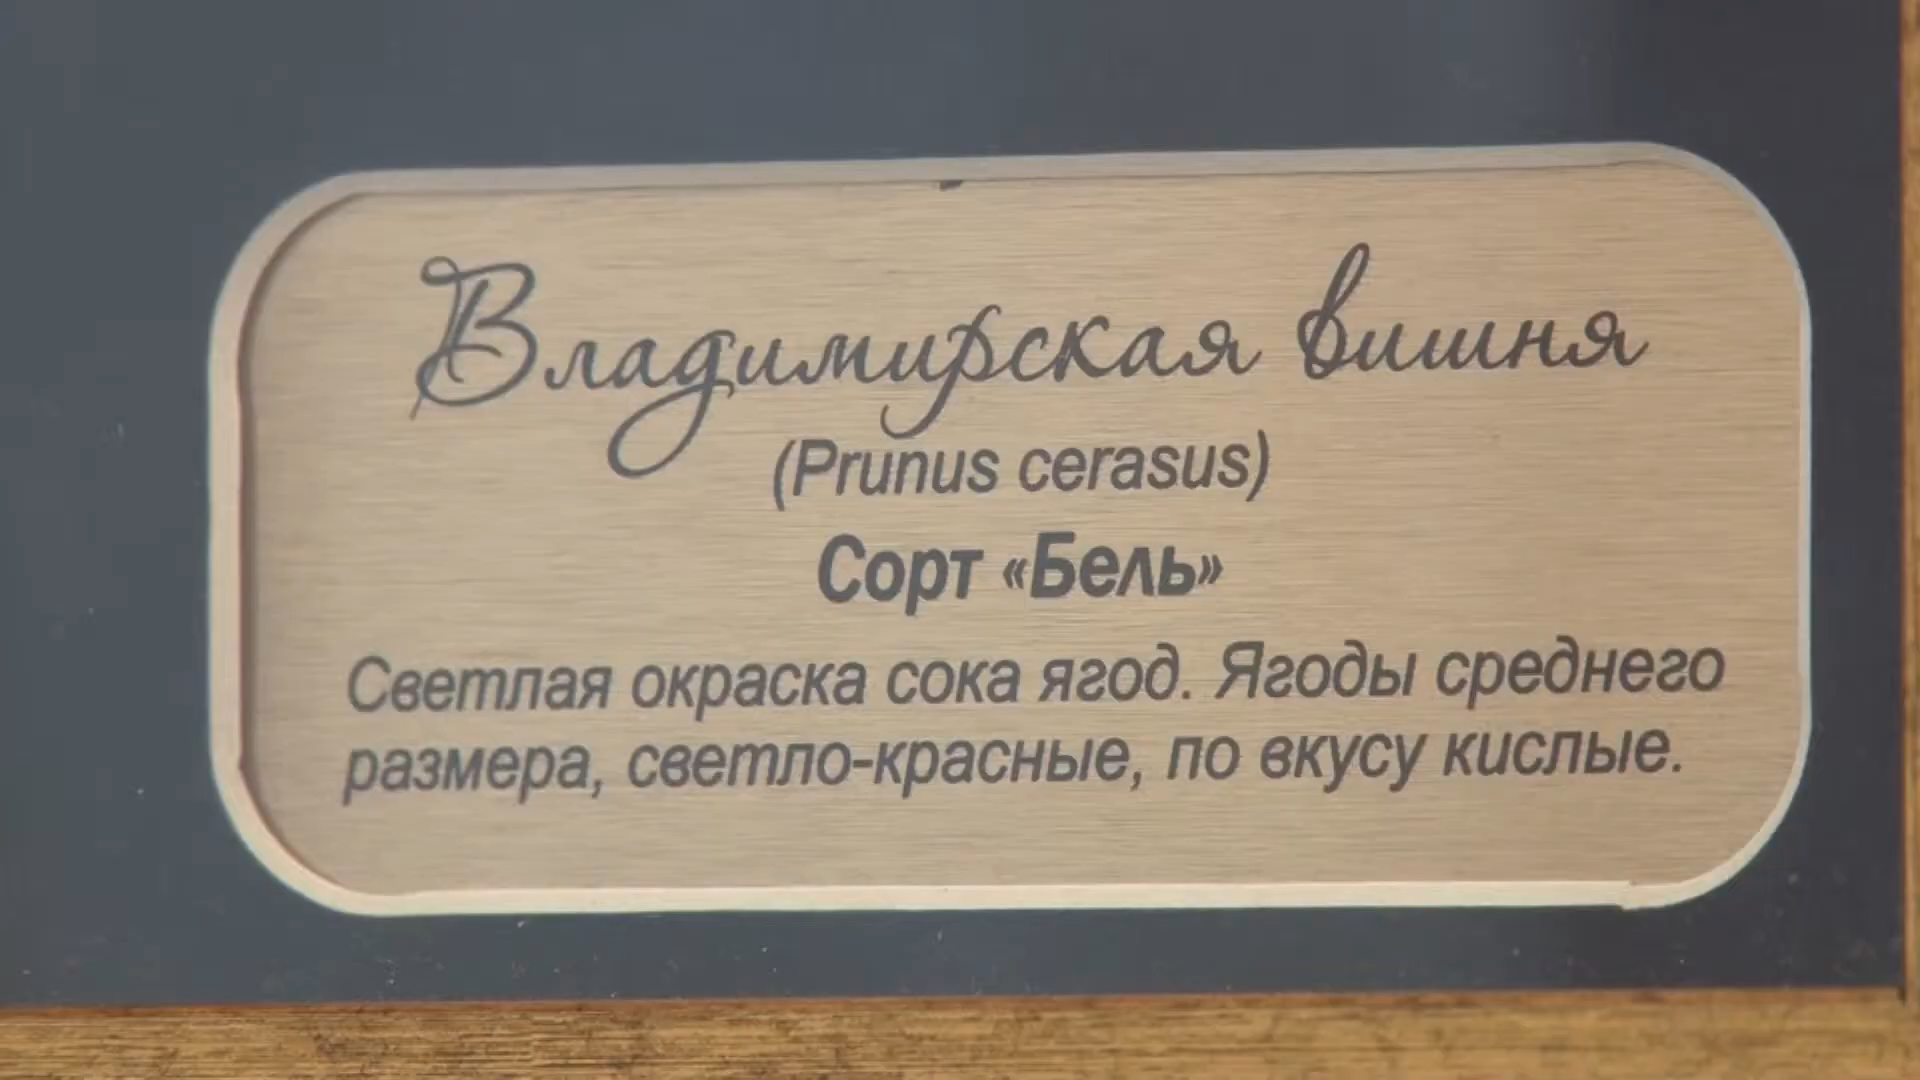 Владимирская вишня
(Prunus cerasus)
Сорт «Бель»
Светлая окраска сока ягод. Ягоды среднего
размера, светло-красные, по вкусу кислые.